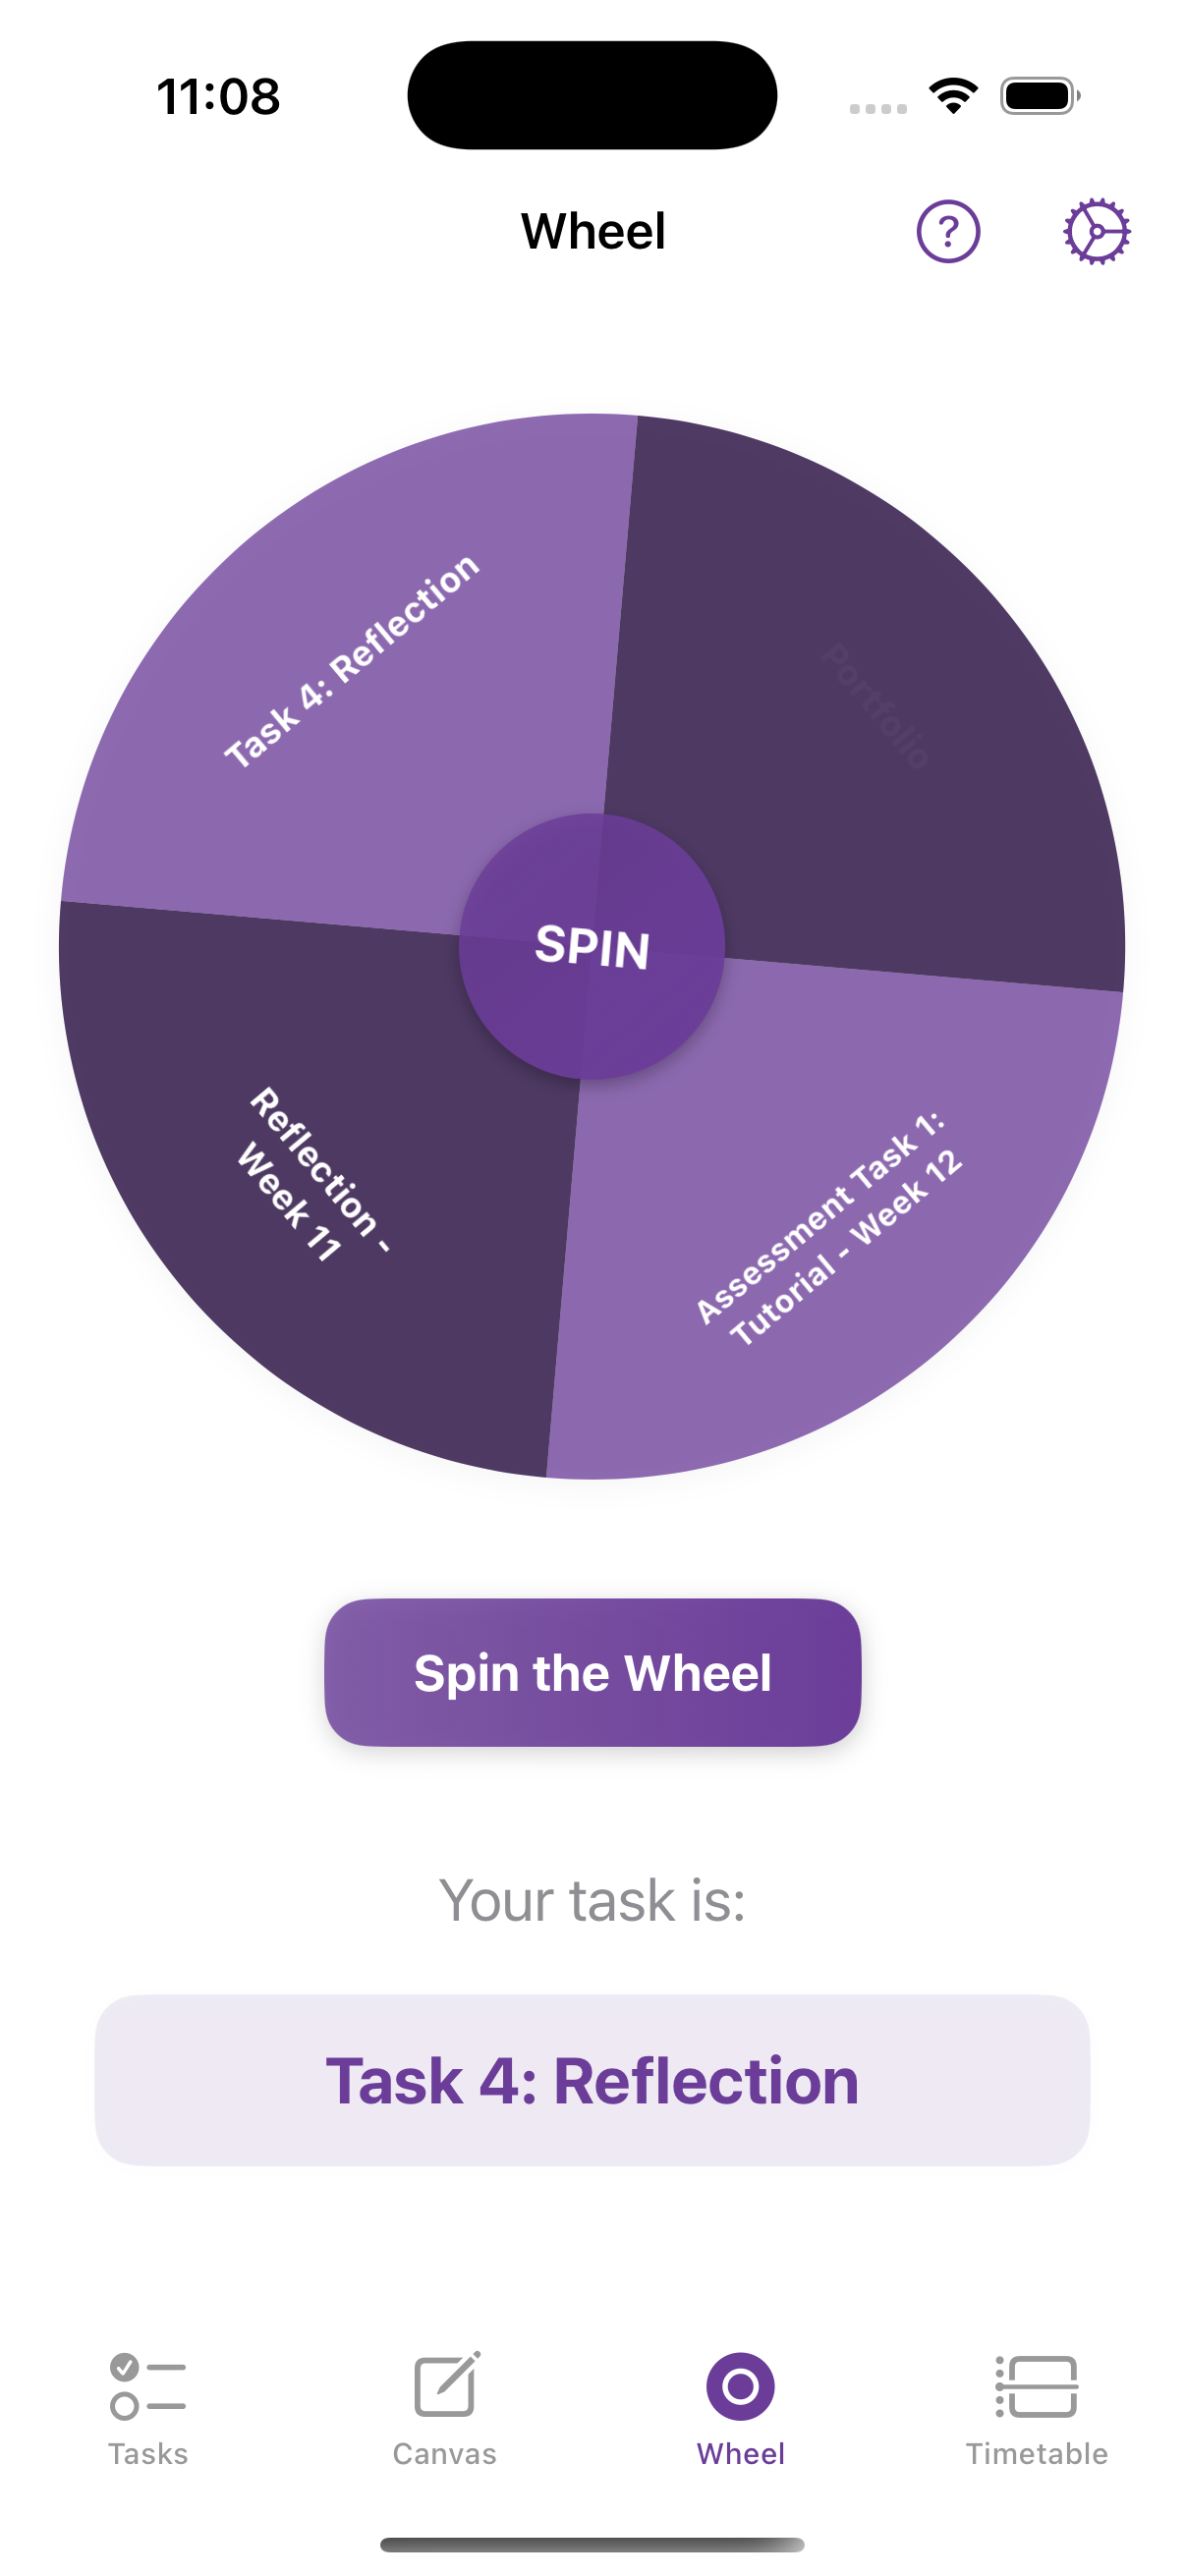 11:08
Wheel
?
Task 4: Reflection
Portfolio
SPIN
Reflection -
Week 11
Assessment Task 1:
Tutorial - Week 12
Spin the Wheel
Your task is:
Task 4: Reflection
Tasks
Canvas
Wheel
Timetable